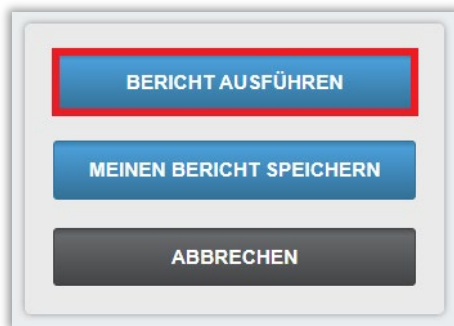 BERICHT AUSFÜHREN
MEINEN BERICHT SPEICHERN
ABBRECHEN